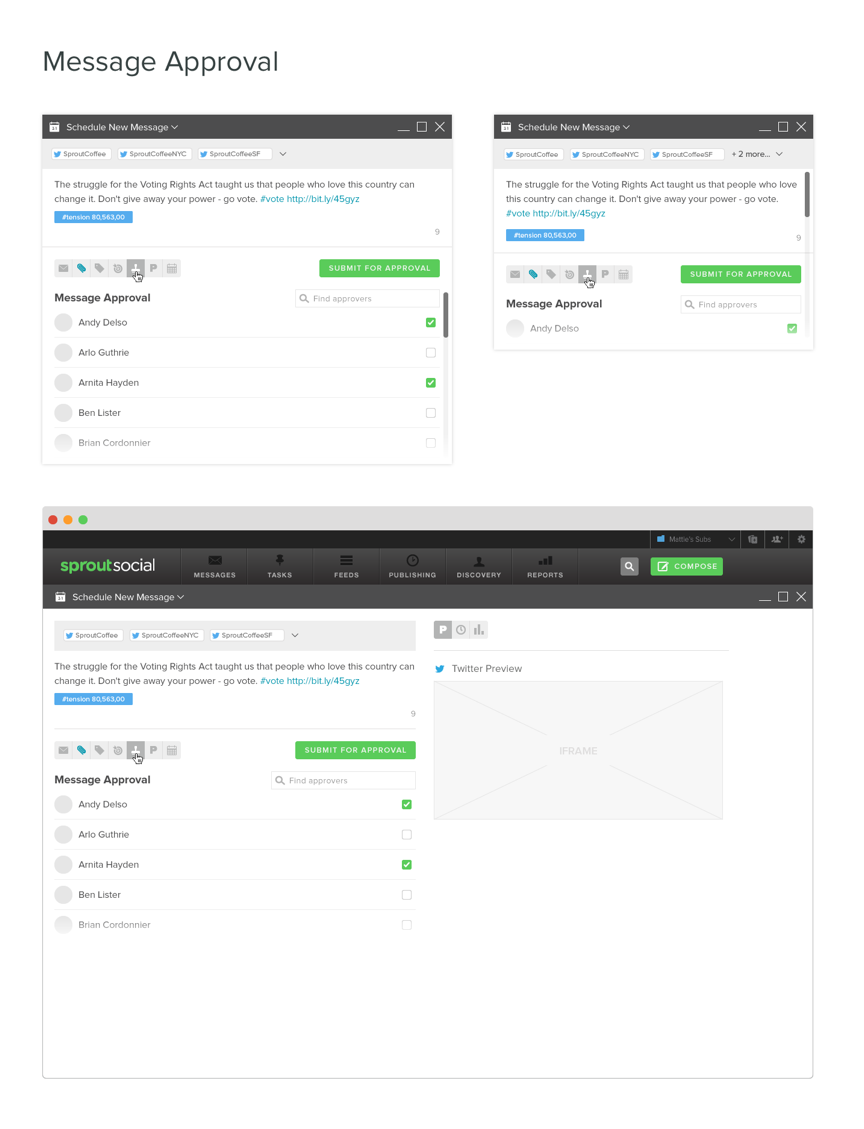 Message Approval
Schedule New Message
SproutCoffee SproutCoffeeNYC SproutCoffeeSF
The struggle for the Voting Rights Act taught us that people who love this country can
change it. Don't give away your power - go vote. #vote http://bit.ly/45gyz
#tension 80,563,00
9
P
SUBMIT FOR APPROVAL
Message Approval
Find approvers
Andy Delso
Arlo Guthrie
Arnita Hayden
Ben Lister
Brian Cordonnier
Schedule New Message
SproutCoffee SproutCoffeeNYC SproutCoffeeSF + 2 more...
The struggle for the Voting Rights Act taught us that people who love
this country can change it. Don't give away your power - go vote.
#vote http://bit.ly/45gyz
#tension 80,563,00
9
P
SUBMIT FOR APPROVAL
Message Approval
Find approvers
Andy Delso
Mattie's Subs
sproutsocial
MESSAGES TASKS FEEDS PUBLISHING DISCOVERY REPORTS
COMPOSE
Schedule New Message
SproutCoffee SproutCoffeeNYC SproutCoffeeSF
The struggle for the Voting Rights Act taught us that people who love this country can
change it. Don't give away your power - go vote. #vote http://bit.ly/45gyz
#tension 80,563,00
9
P
SUBMIT FOR APPROVAL
Message Approval
Find approvers
Andy Delso
Arlo Guthrie
Arnita Hayden
Ben Lister
Brian Cordonnier
P
Twitter Preview
IFRAME